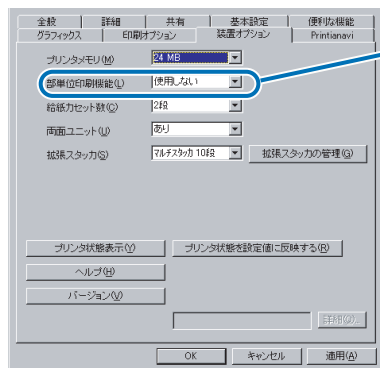 全般 詳細 共有 基本設定 便利な機能
グラフィックス 印刷オプション 装置オプション Printianavi
プリンタメモリ(M) 24 MB
部単位印刷機能(L) 使用しない
給紙カセット数(C) 2段
両面ユニット(U) あり
拡張スタッカ(S) マルチスタッカ 10段 拡張スタッカの管理(G)
プリンタ状態表示(Y) プリンタ状態を設定値に反映する(R)
ヘルプ(H)
バージョン(V)
詳細(O)...
OK キャンセル 適用(A)